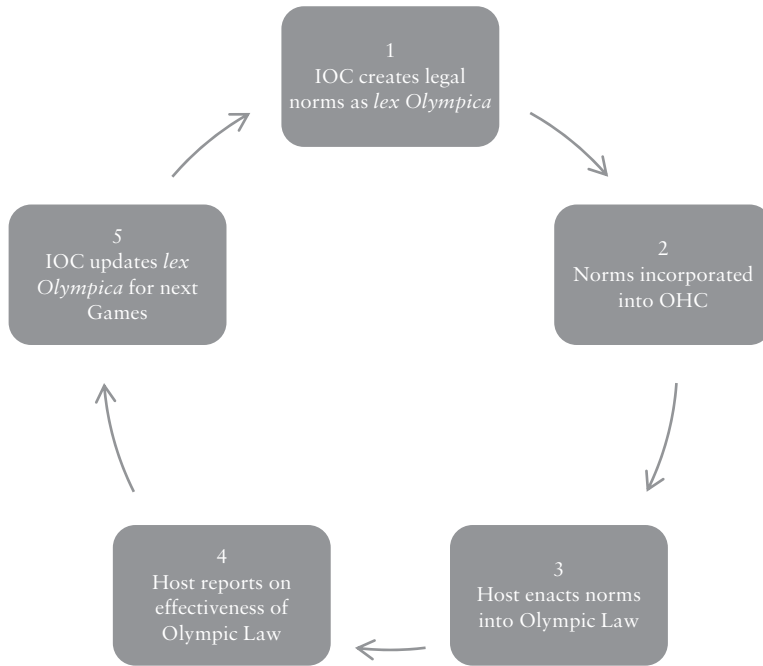 1
IOC creates legal
norms as lex Olympica
2
Norms incorporated
into OHC
3
Host enacts norms
into Olympic Law
4
Host reports on
effectiveness of
Olympic Law
5
IOC updates lex
Olympica for next
Games